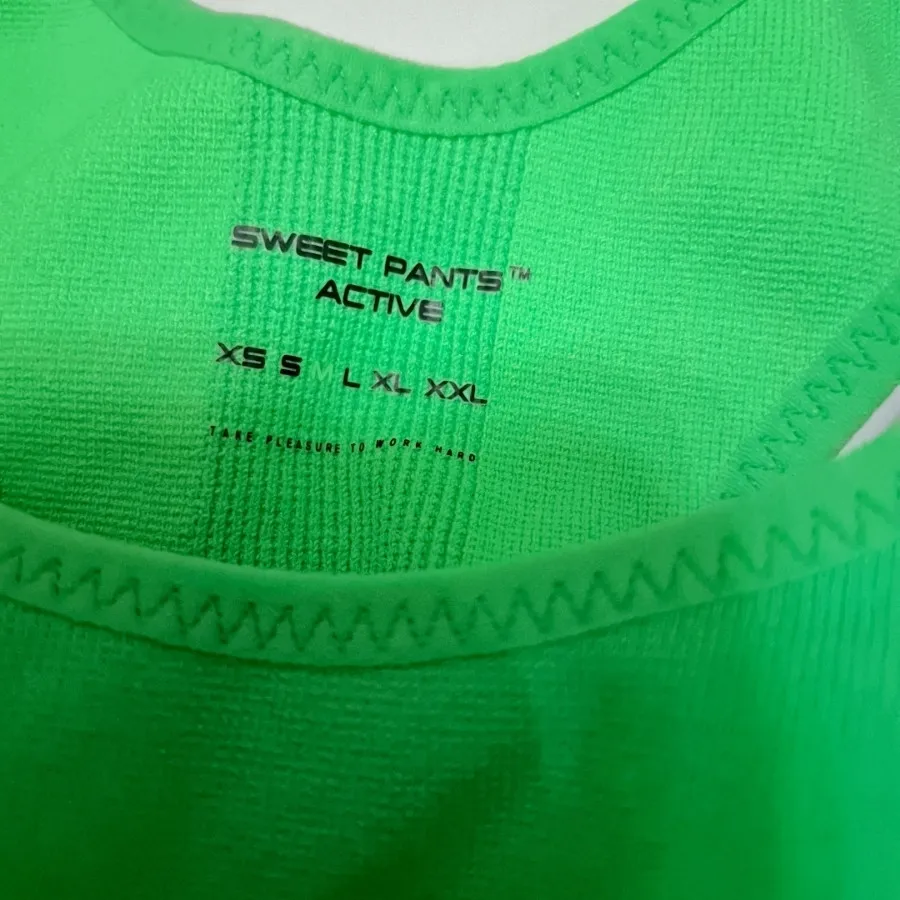 SWEET PANTS™
ACTIVE
XS S M L XL XXL
TAKE PLEASURE TO WORK HARD